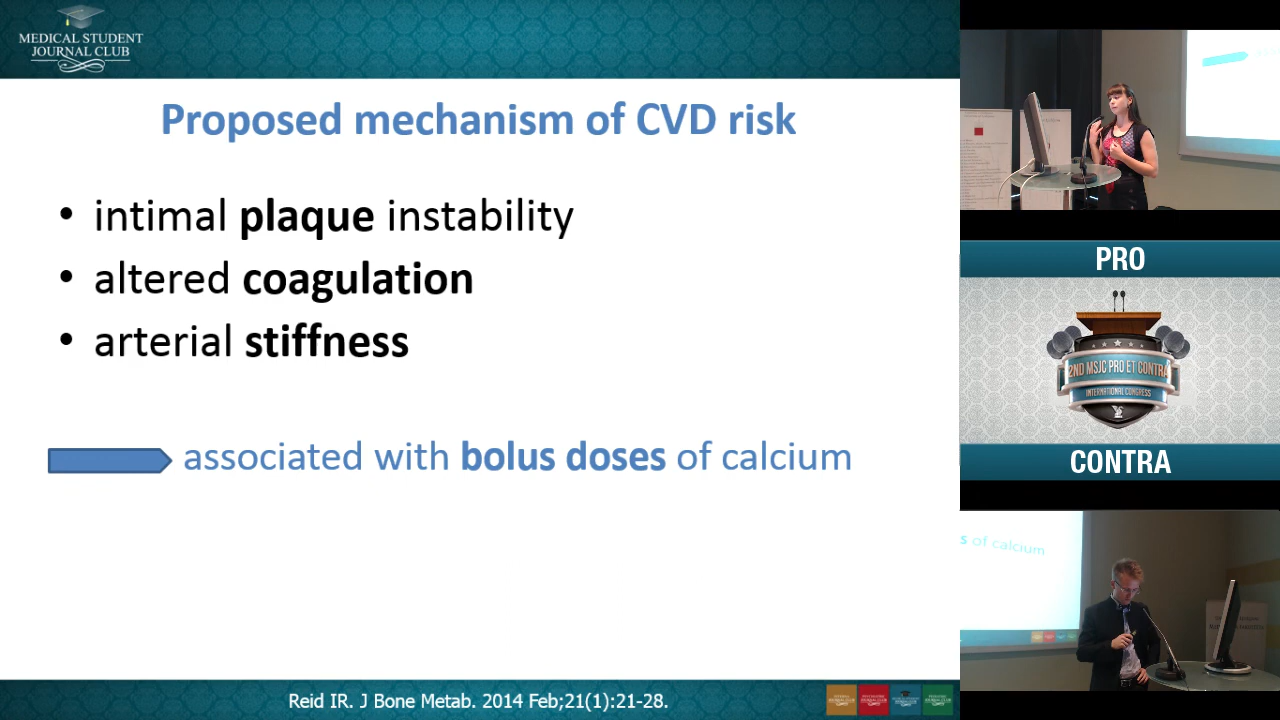 MEDICAL STUDENT
JOURNAL CLUB
Proposed mechanism of CVD risk
• intimal plaque instability
• altered coagulation
• arterial stiffness
associated with bolus doses of calcium
Reid IR. J Bone Metab. 2014 Feb;21(1):21-28.
PRO
2ND MSJC PRO ET CONTRA
INTERNATIONAL CONGRESS
CONTRA
s of calcium